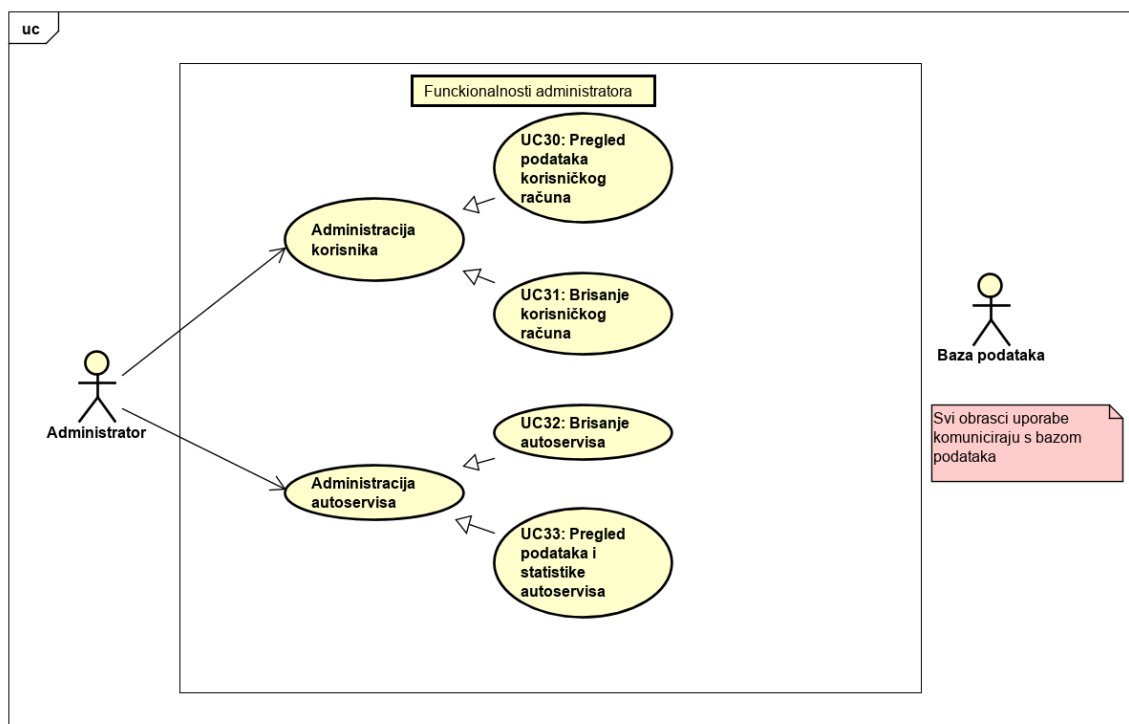 uc
Funckionalnosti administratora
UC30: Pregled
podataka
korisničkog
računa
Administracija
korisnika
UC31: Brisanje
korisničkog
računa
Baza podataka
Administrator
Svi obrasci uporabe
komuniciraju s bazom
podataka
UC32: Brisanje
autoservisa
Administracija
autoservisa
UC33: Pregled
podataka i
statistike
autoservisa